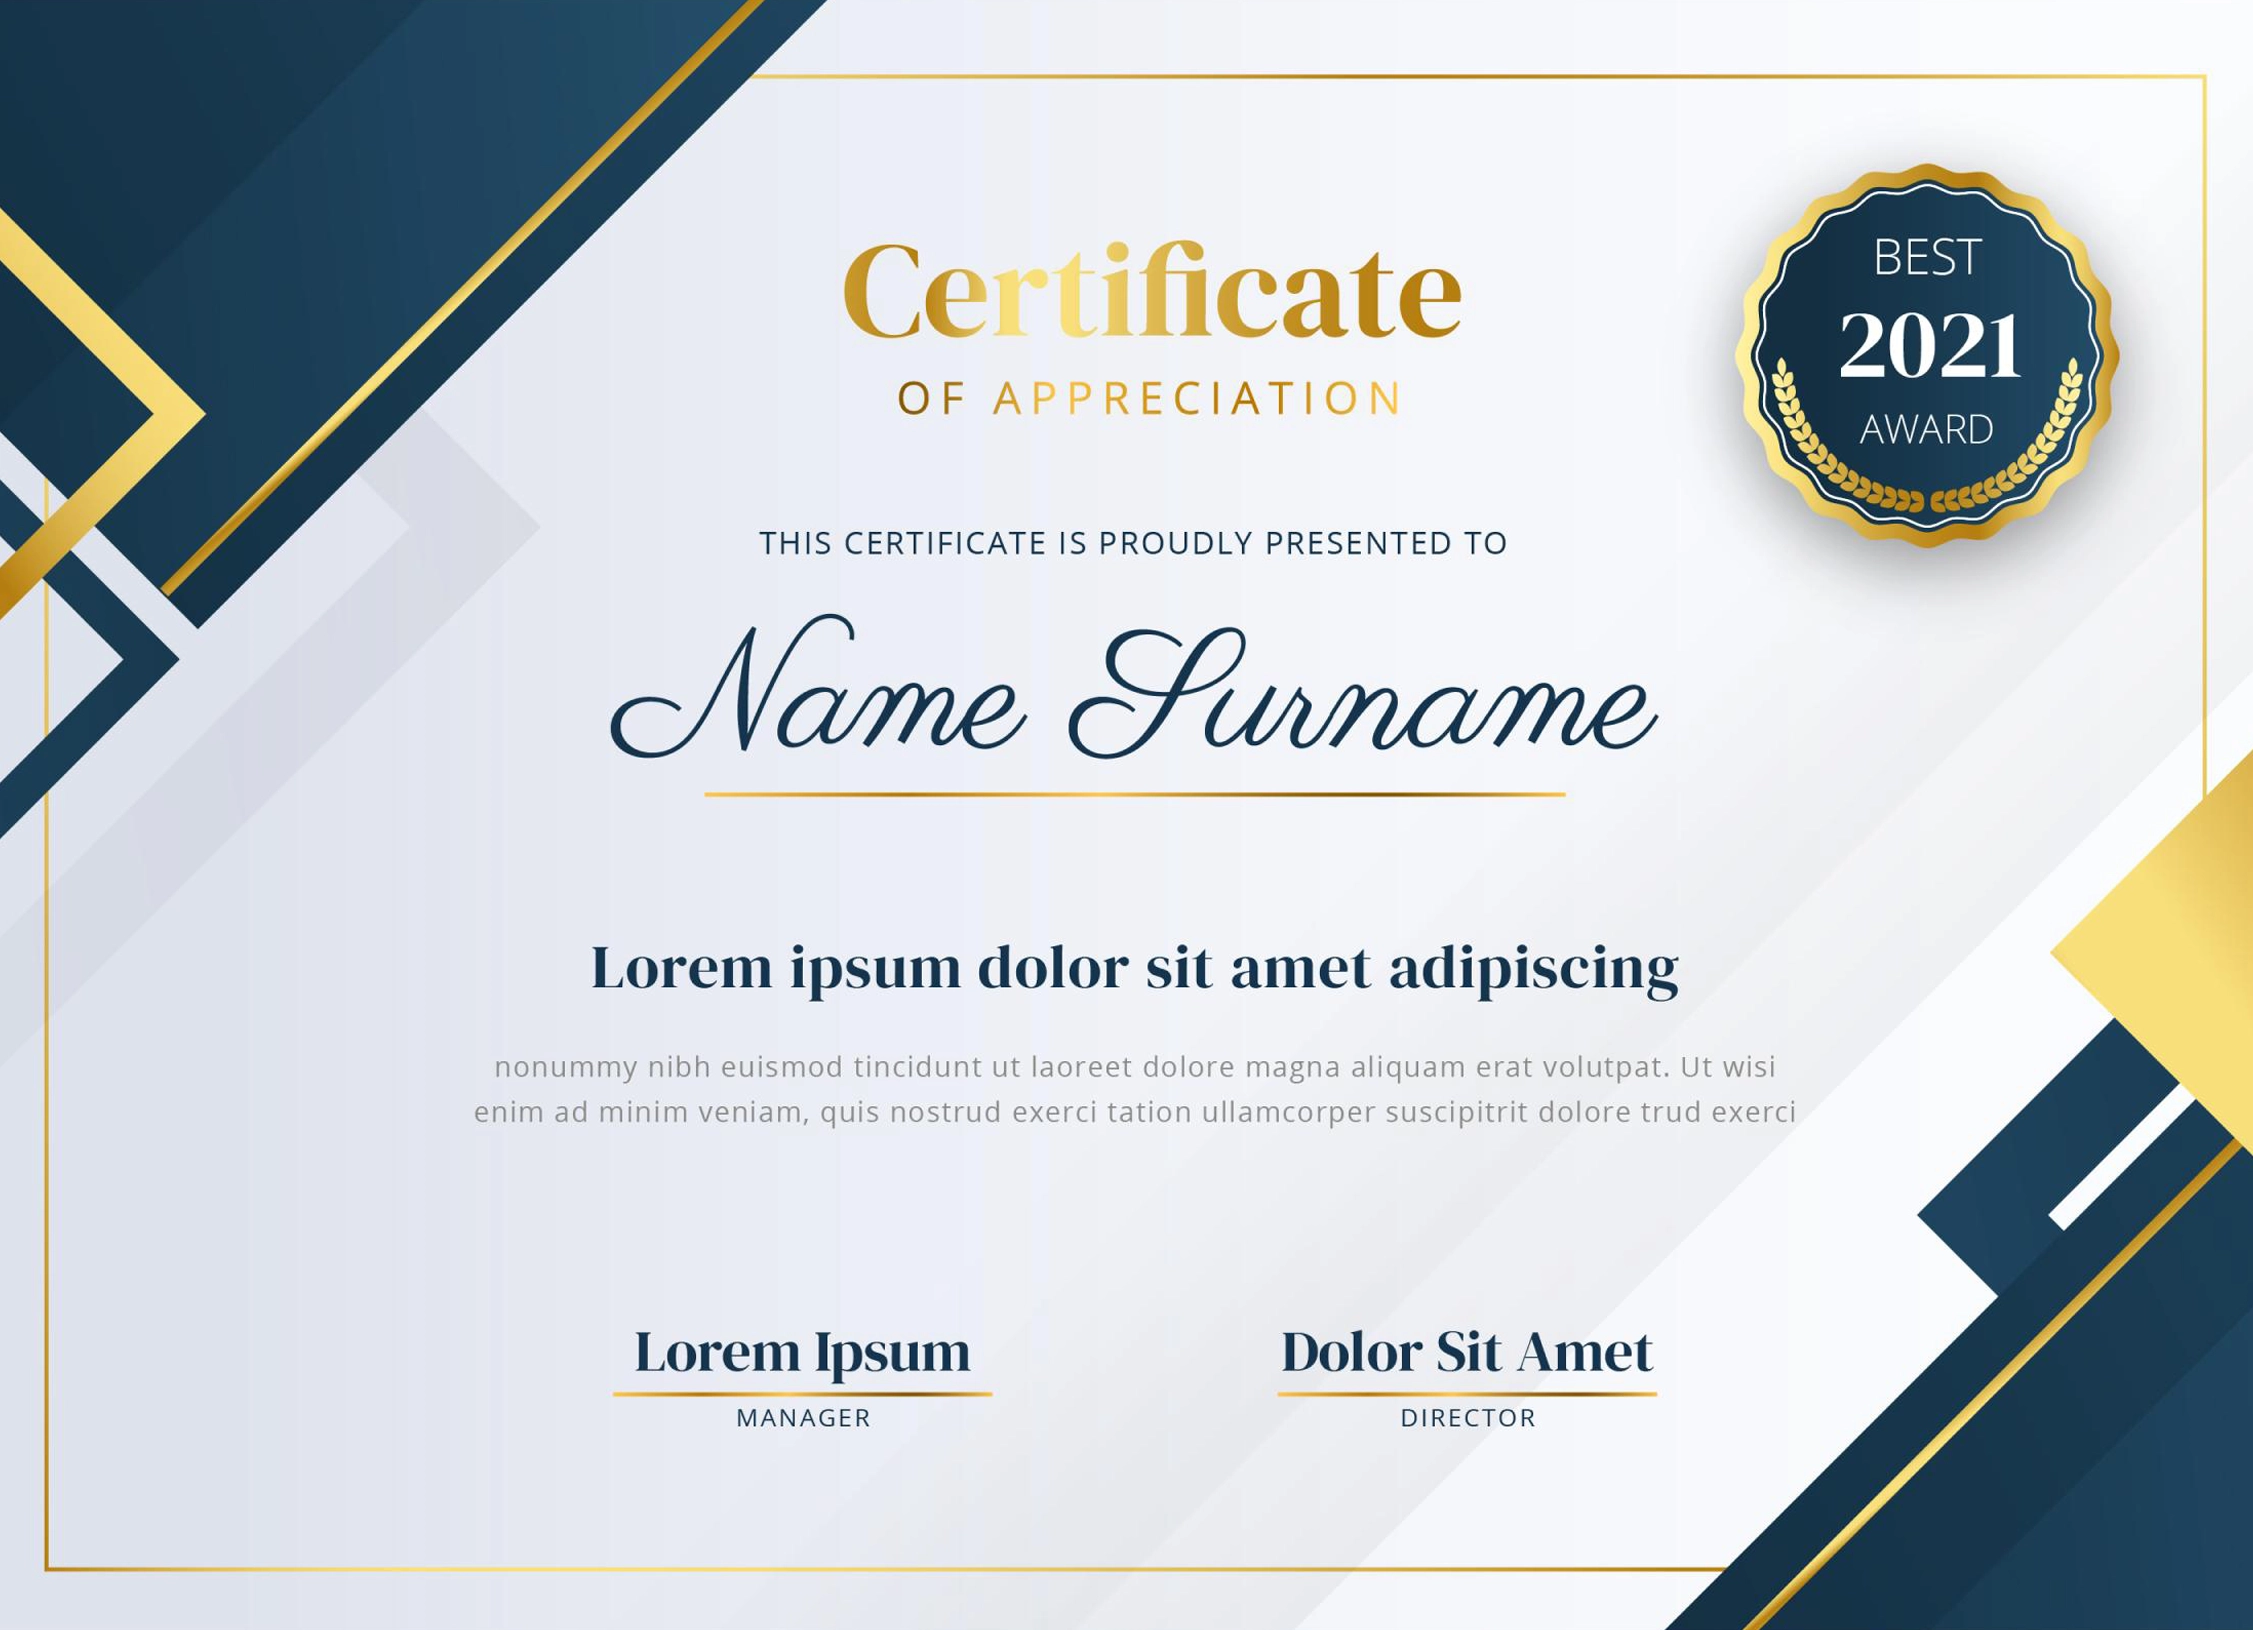 Certificate
OF APPRECIATION
BEST
2021
AWARD
THIS CERTIFICATE IS PROUDLY PRESENTED TO
Name Surname
Lorem ipsum dolor sit amet adipiscing
nonummy nibh euismod tincidunt ut laoreet dolore magna aliquam erat volutpat. Ut wisi
enim ad minim veniam, quis nostrud exerci tation ullamcorper suscipitrit dolore trud exerci
Lorem Ipsum
MANAGER
Dolor Sit Amet
DIRECTOR